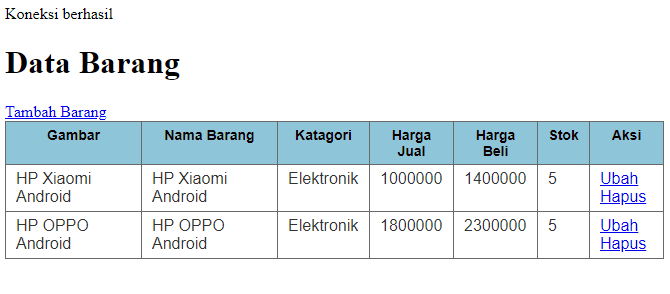 Koneksi berhasil
Data Barang
Tambah Barang
Gambar Nama Barang Katagori Harga Jual Harga Beli Stok Aksi
HP Xiaomi Android HP Xiaomi Android Elektronik 1000000 1400000 5 Ubah Hapus
HP OPPO Android HP OPPO Android Elektronik 1800000 2300000 5 Ubah Hapus